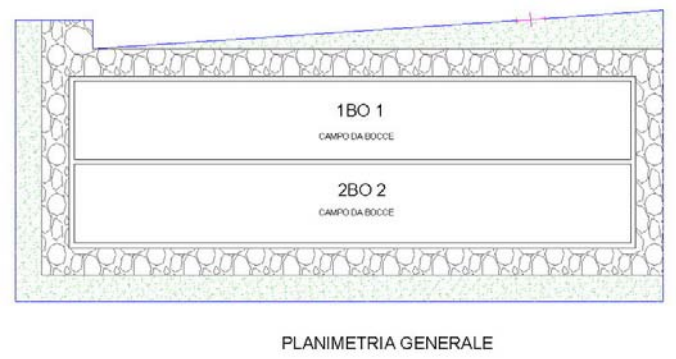 1BO 1
CAMPO DA BOCCE
2BO 2
CAMPO DA BOCCE
PLANIMETRIA GENERALE